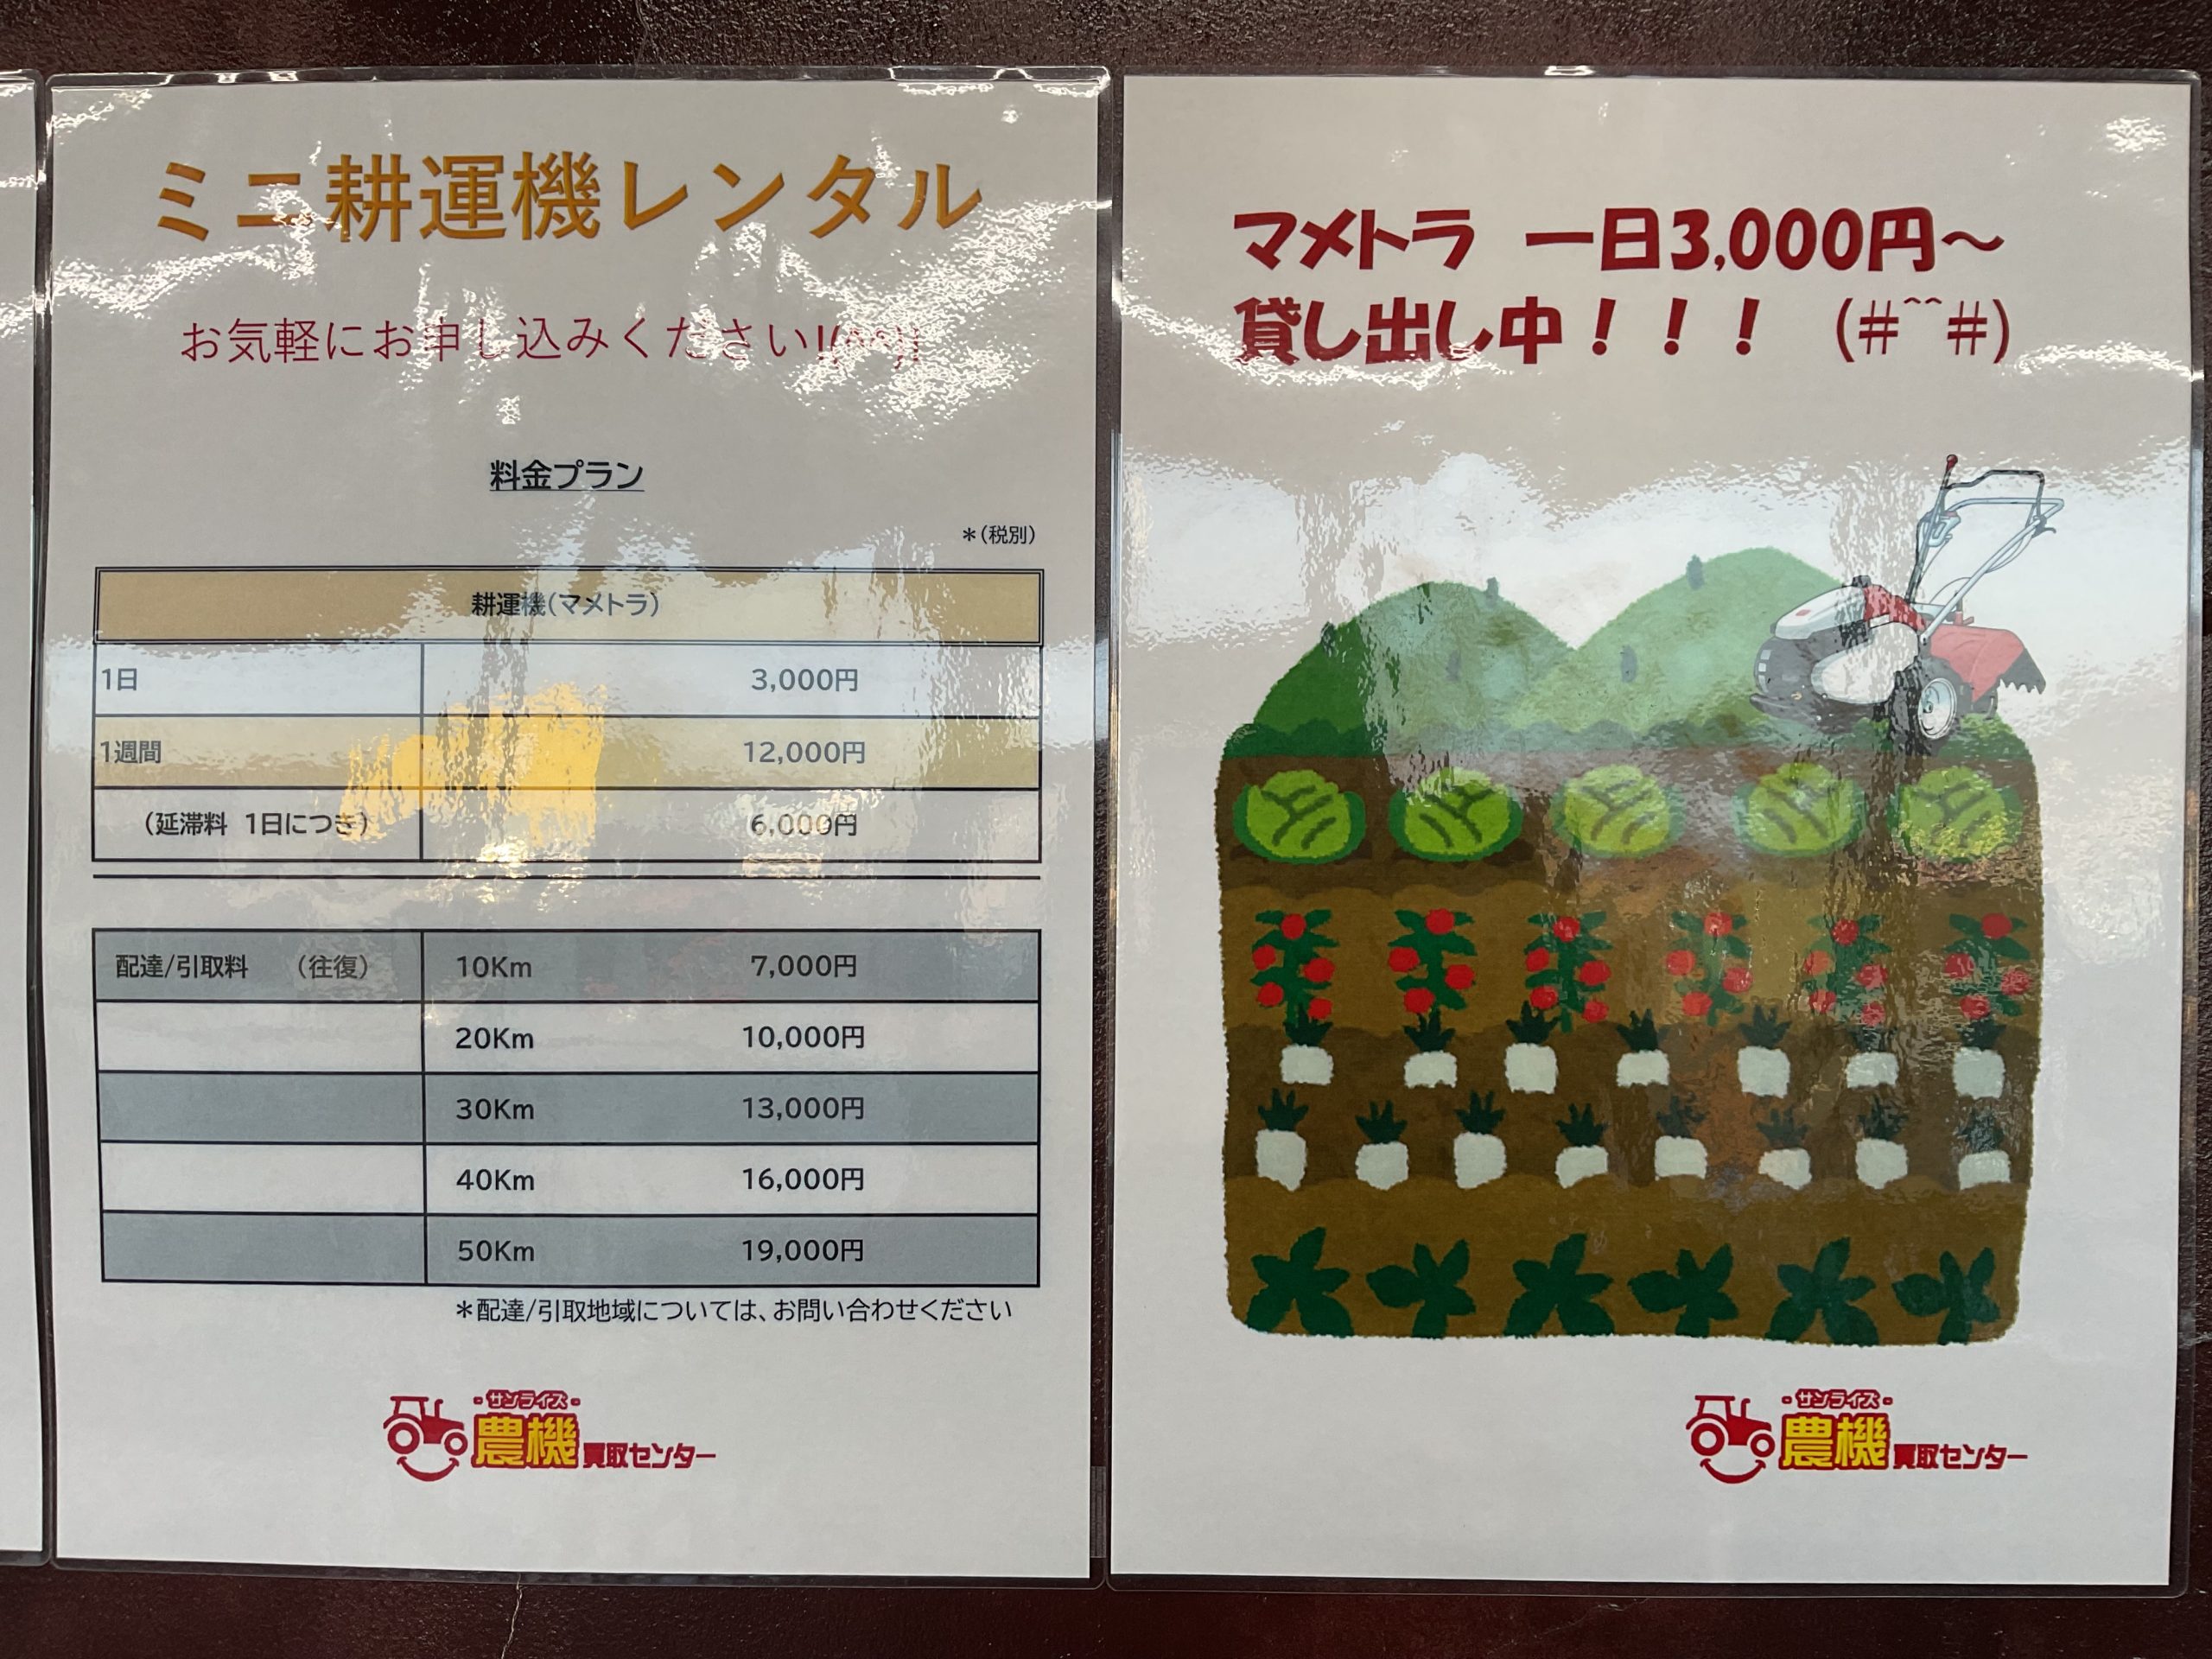 ミニ耕運機レンタル
お気軽にお申し込みください!(^^)!
料金プラン
*(税別)
耕運機(マメトラ)
1日 3,000円
1週間 12,000円
(延滞料 1日につき) 6,000円
配達/引取料 (往復) 10Km 7,000円
20Km 10,000円
30Km 13,000円
40Km 16,000円
50Km 19,000円
*配達/引取地域については、お問い合わせください
-サンライズ-
農機買取センター
マメトラ 一日3,000円～
貸し出し中！！！ (#^^#)
-サンライズ-
農機買取センター